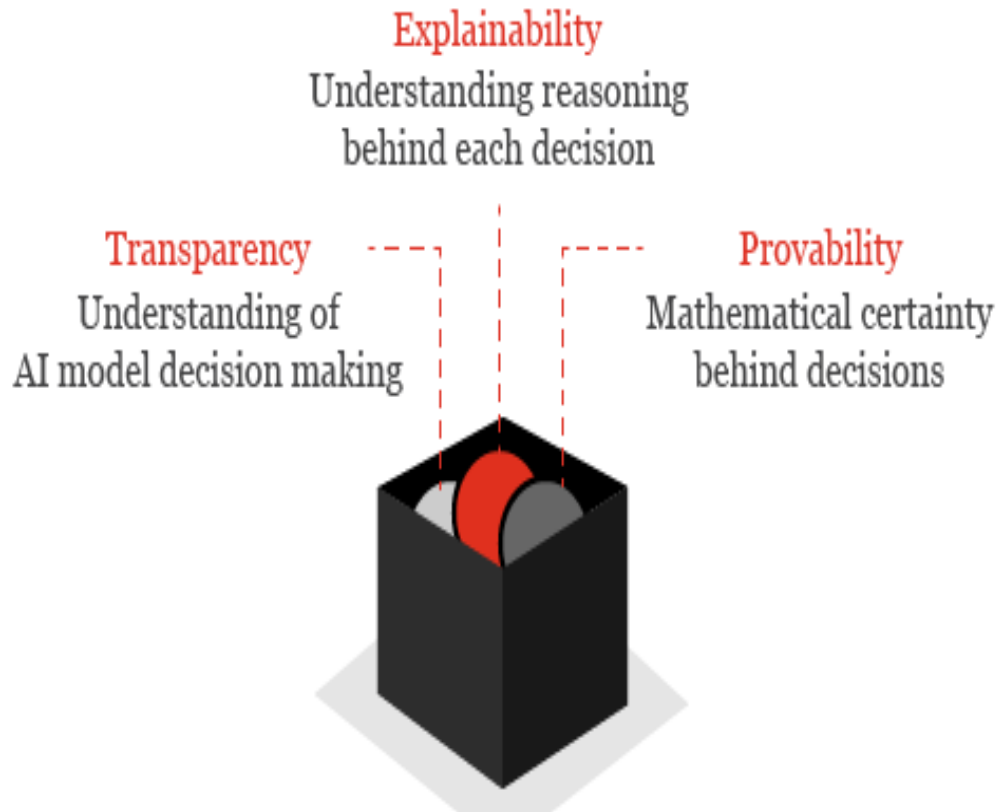 Explainability
Understanding reasoning
behind each decision
Transparency
Understanding of
AI model decision making
Provability
Mathematical certainty
behind decisions